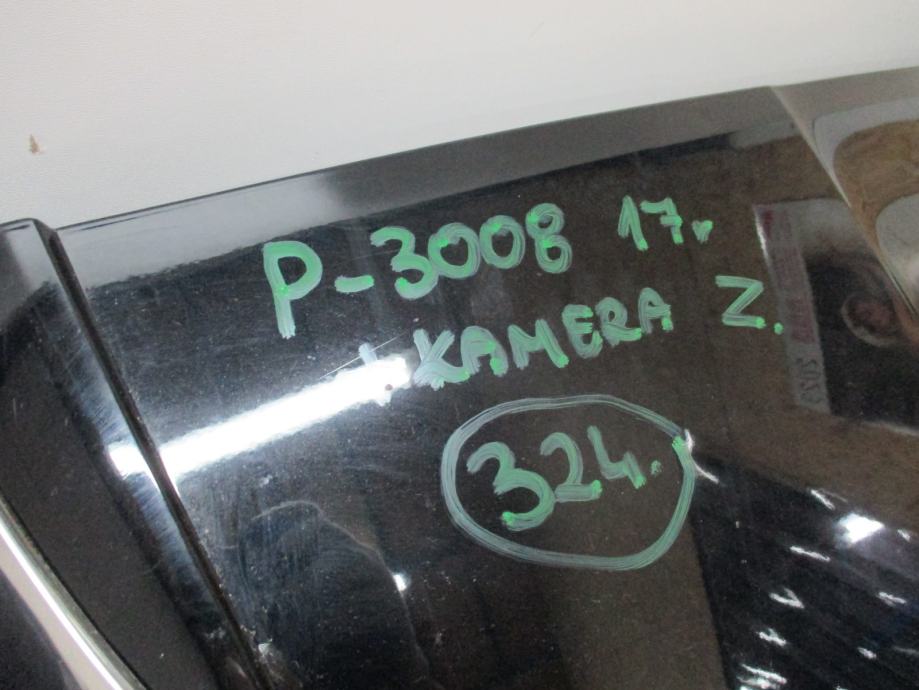 P-3008 17.
+ KAMERA Z.
324.